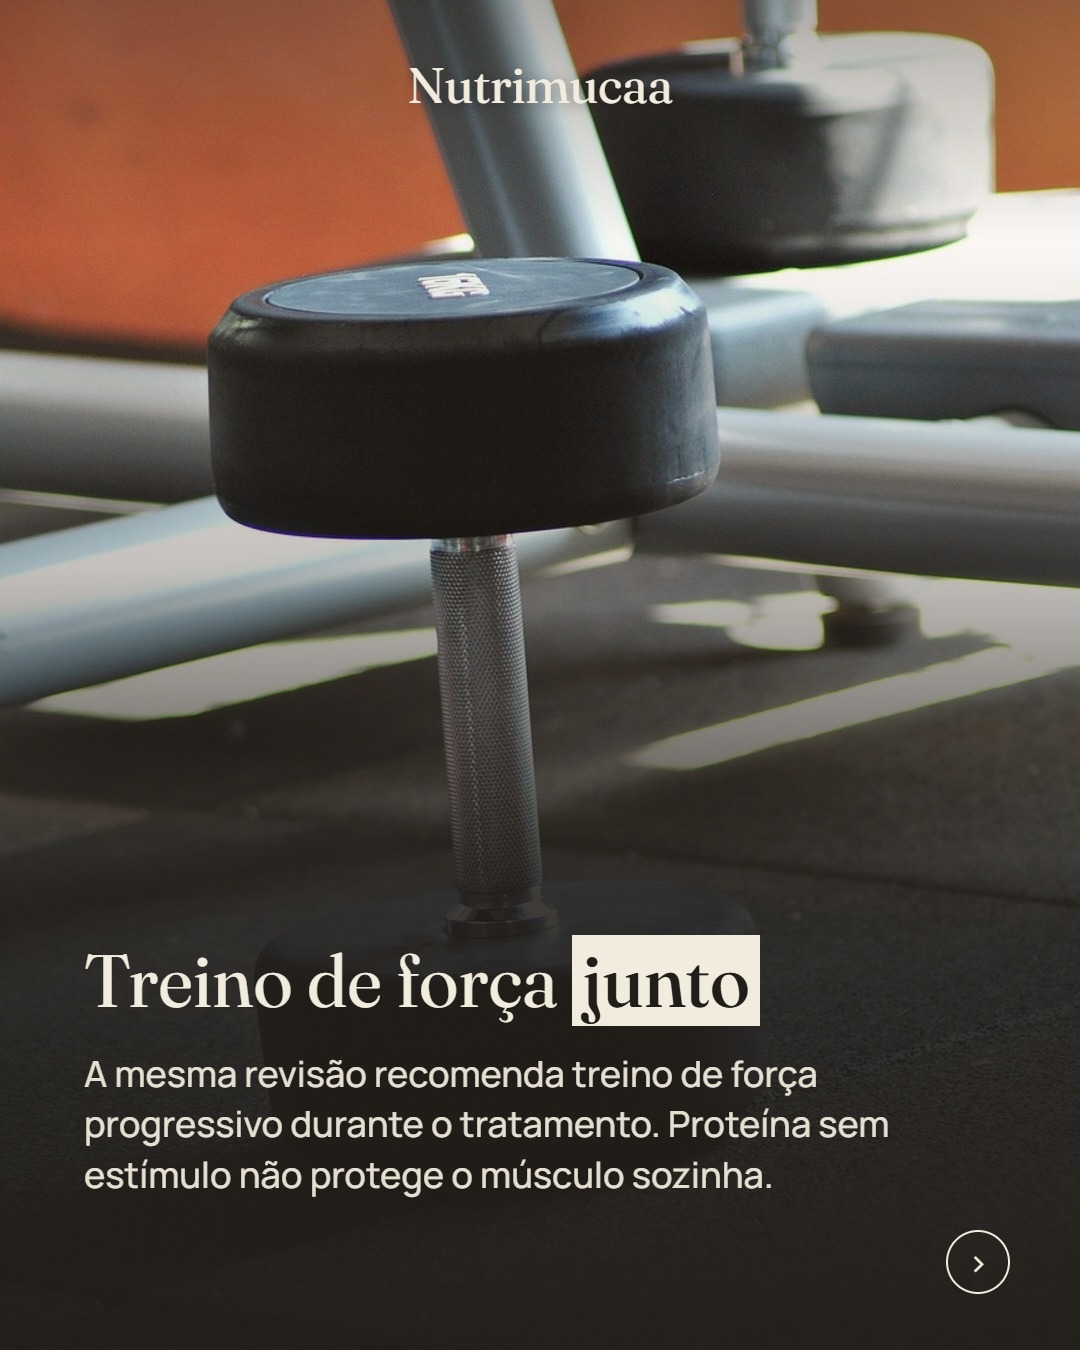 Nutrimucaa
Treino de força junto
A mesma revisão recomenda treino de força
progressivo durante o tratamento. Proteína sem
estímulo não protege o músculo sozinha.